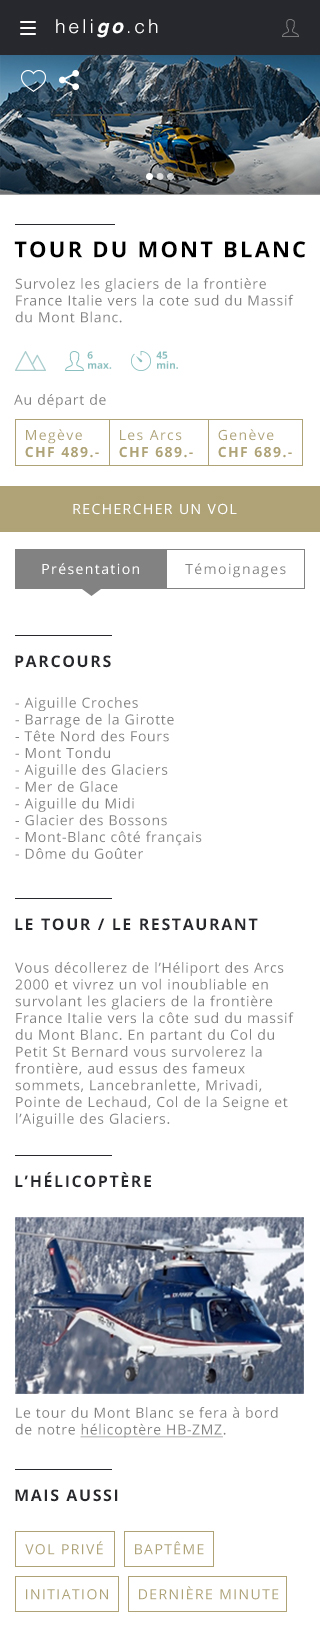 heligo.ch
TOUR DU MONT BLANC
Survolez les glaciers de la frontière
France Italie vers la cote sud du Massif
du Mont Blanc.
6 max.
45 min.
Au départ de
Megève
CHF 489.-
Les Arcs
CHF 689.-
Genève
CHF 689.-
RECHERCHER UN VOL
Présentation
Témoignages
PARCOURS
- Aiguille Croches
- Barrage de la Girotte
- Tête Nord des Fours
- Mont Tondu
- Aiguille des Glaciers
- Mer de Glace
- Aiguille du Midi
- Glacier des Bossons
- Mont-Blanc côté français
- Dôme du Goûter
LE TOUR / LE RESTAURANT
Vous décollerez de l’Héliport des Arcs
2000 et vivrez un vol inoubliable en
survolant les glaciers de la frontière
France Italie vers la côte sud du massif
du Mont Blanc. En partant du Col du
Petit St Bernard vous survolerez la
frontière, aud essus des fameux
sommets, Lancebranlette, Mrivadi,
Pointe de Lechaud, Col de la Seigne et
l’Aiguille des Glaciers.
L’HÉLICOPTÈRE
Le tour du Mont Blanc se fera à bord
de notre hélicoptère HB-ZMZ.
MAIS AUSSI
VOL PRIVÉ
BAPTÊME
INITIATION
DERNIÈRE MINUTE